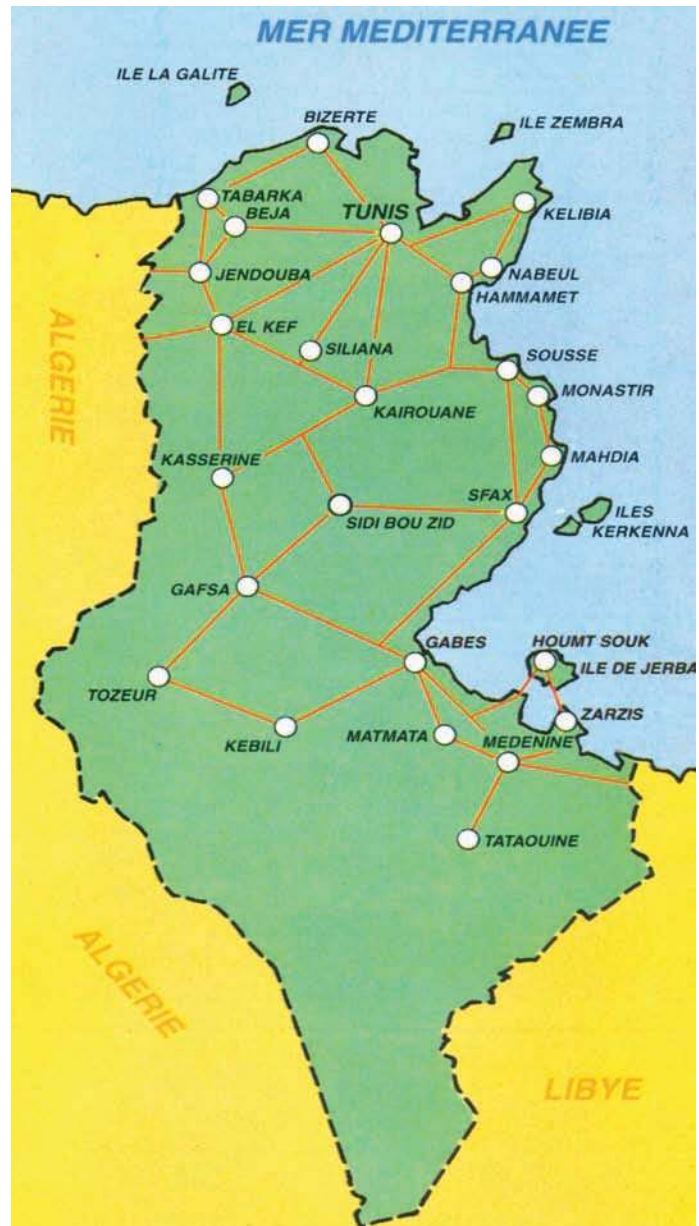 MER MEDITERRANEE
ILE LA GALITE
BIZERTE
ILE ZEMBRA
TABARKA
BEJA
TUNIS
KELIBIA
JENDOUBA
NABEUL
HAMMAMET
ALGERIE
EL KEF
SILIANA
SOUSSE
KAIROUANE
MONASTIR
KASSERINE
MAHDIA
SFAX
SIDI BOU ZID
ILES
KERKENNA
GAFSA
GABES
HOUMT SOUK
ILE DE JERBA
TOZEUR
ZARZIS
KEBILI
MATMATA
MEDENINE
TATAOUINE
ALGERIE
LIBYE